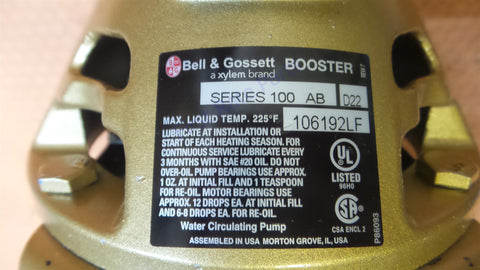 Bell & Gossett BOOSTER
a xylem brand
REV 7
SERIES 100 AB D22
MAX. LIQUID TEMP. 225°F 106192LF
LUBRICATE AT INSTALLATION OR
START OF EACH HEATING SEASON. FOR
CONTINUOUS SERVICE LUBRICATE EVERY
3 MONTHS WITH SAE #20 OIL. DO NOT
OVER-OIL. PUMP BEARINGS USE APPROX.
1 OZ. AT INITIAL FILL AND 1 TEASPOON
FOR RE-OIL. MOTOR BEARINGS USE
APPROX. 12 DROPS EA. AT INITIAL FILL
AND 6-8 DROPS EA. FOR RE-OIL.
Water Circulating Pump
ASSEMBLED IN USA MORTON GROVE, IL, USA
UL
LISTED
96H0
SA
CSA ENCL 2
P86093